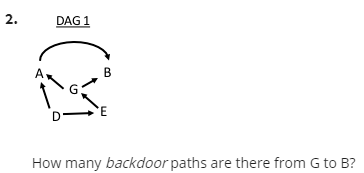 2.
DAG 1
A
B
G
D
E
How many backdoor paths are there from G to B?